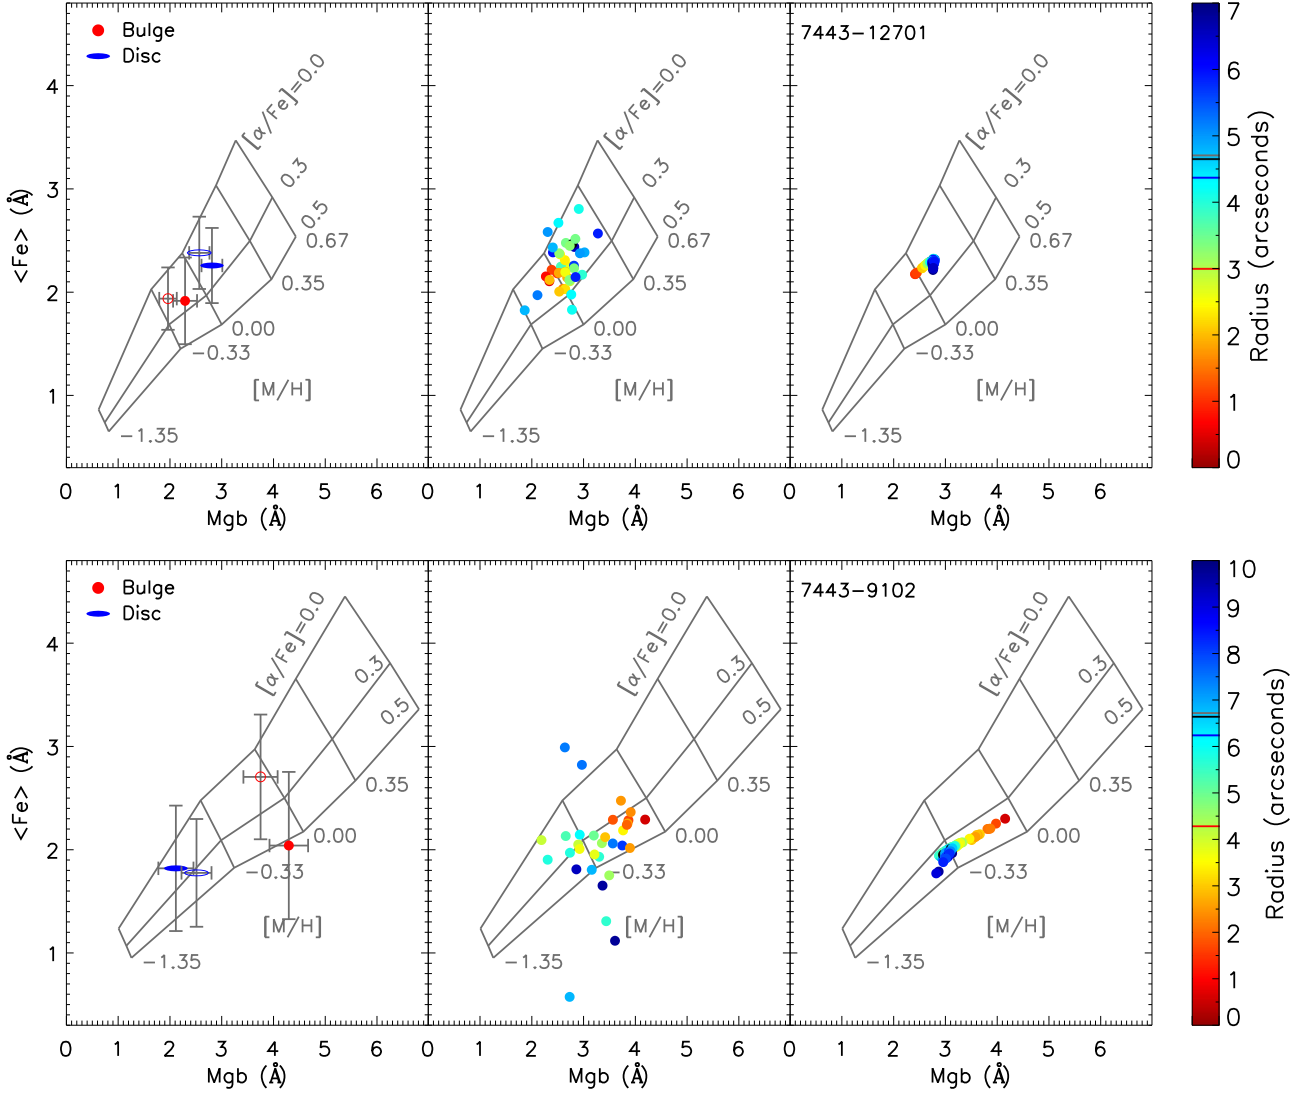 Bulge
Disc
<Fe> (Å)
4
3
2
1
[α/Fe]=0.0
0.3
0.5
0.67
0.35
0.00
-0.33
[M/H]
-1.35
0 1 2 3 4 5 6
Mgb (Å)
[α/Fe]=0.0
0.3
0.5
0.67
0.35
0.00
-0.33
[M/H]
-1.35
0 1 2 3 4 5 6
Mgb (Å)
7443-12701
[α/Fe]=0.0
0.3
0.5
0.67
0.35
0.00
-0.33
[M/H]
-1.35
0 1 2 3 4 5 6
Mgb (Å)
7
6
5
4
3
2
1
0
Radius (arcseconds)
Bulge
Disc
<Fe> (Å)
4
3
2
1
[α/Fe]=0.0
0.3
0.5
0.35
0.00
-0.33
[M/H]
-1.35
0 1 2 3 4 5 6
Mgb (Å)
[α/Fe]=0.0
0.3
0.5
0.35
0.00
-0.33
[M/H]
-1.35
0 1 2 3 4 5 6
Mgb (Å)
7443-9102
[α/Fe]=0.0
0.3
0.5
0.35
0.00
-0.33
[M/H]
-1.35
0 1 2 3 4 5 6
Mgb (Å)
10
9
8
7
6
5
4
3
2
1
0
Radius (arcseconds)